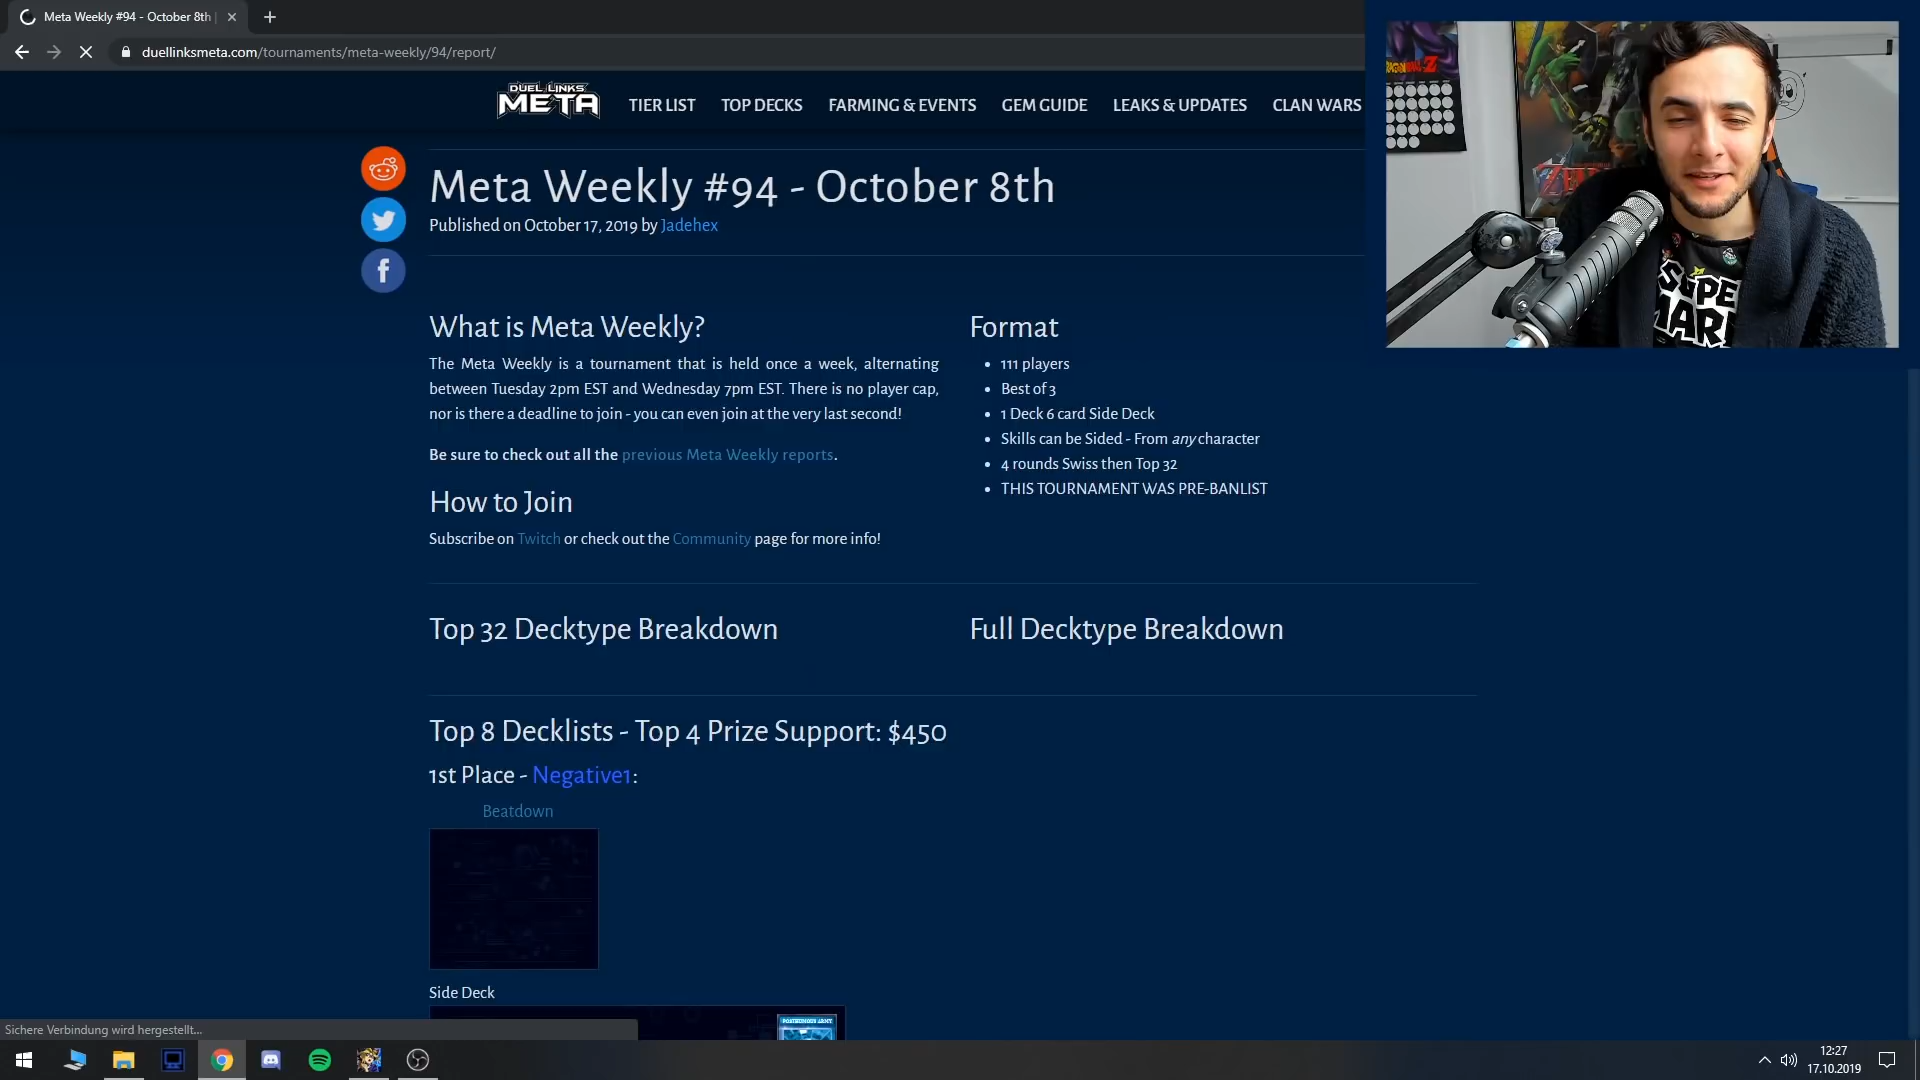 Meta Weekly #94 - October 8th |
duellinksmeta.com/tournaments/meta-weekly/94/report/
DUEL LINKS
META
TIER LIST
TOP DECKS
FARMING & EVENTS
GEM GUIDE
LEAKS & UPDATES
CLAN WARS
Meta Weekly #94 - October 8th
Published on October 17, 2019 by Jadehex
What is Meta Weekly?
The Meta Weekly is a tournament that is held once a week, alternating
between Tuesday 2pm EST and Wednesday 7pm EST. There is no player cap,
nor is there a deadline to join - you can even join at the very last second!
Be sure to check out all the previous Meta Weekly reports.
How to Join
Subscribe on Twitch or check out the Community page for more info!
Format
111 players
Best of 3
1 Deck 6 card Side Deck
Skills can be Sided - From any character
4 rounds Swiss then Top 32
THIS TOURNAMENT WAS PRE-BANLIST
Top 32 Decktype Breakdown
Full Decktype Breakdown
Top 8 Decklists - Top 4 Prize Support: $450
1st Place - Negative1:
Beatdown
Side Deck
POSTHUMOUS ARMY
Sichere Verbindung wird hergestellt...
12:27
17.10.2019